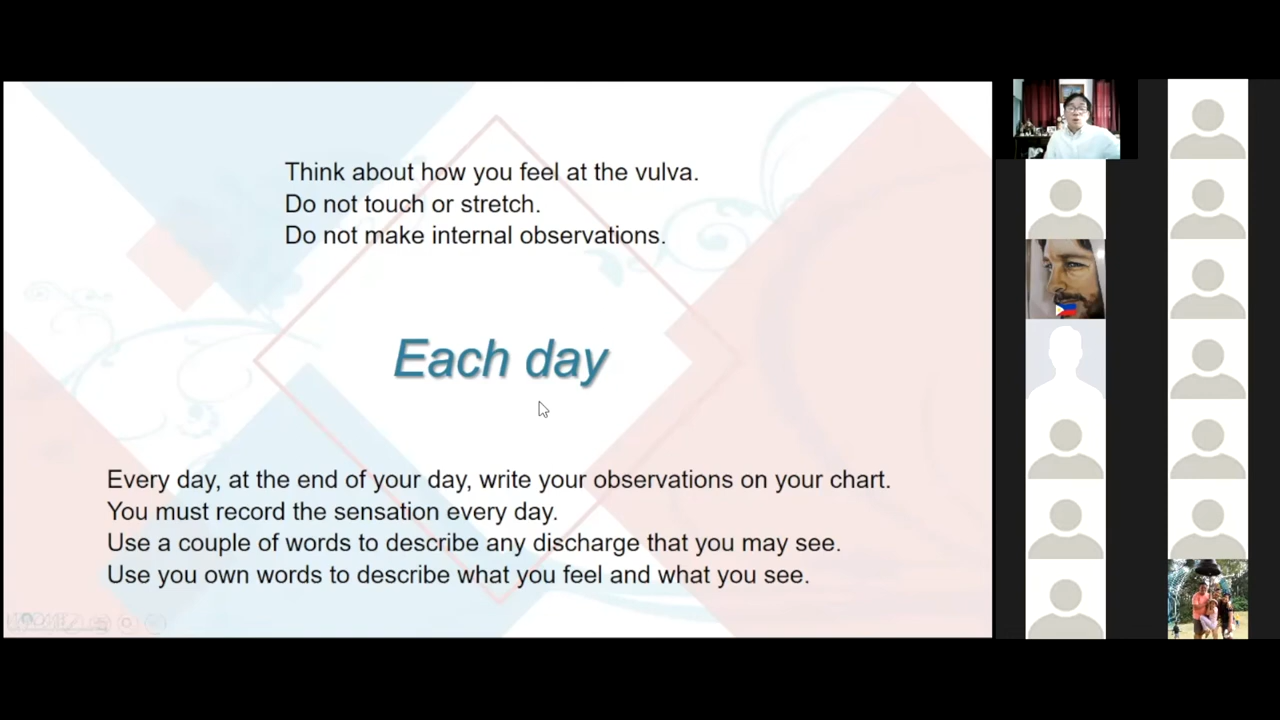 Think about how you feel at the vulva.
Do not touch or stretch.
Do not make internal observations.
Each day
Every day, at the end of your day, write your observations on your chart.
You must record the sensation every day.
Use a couple of words to describe any discharge that you may see.
Use you own words to describe what you feel and what you see.